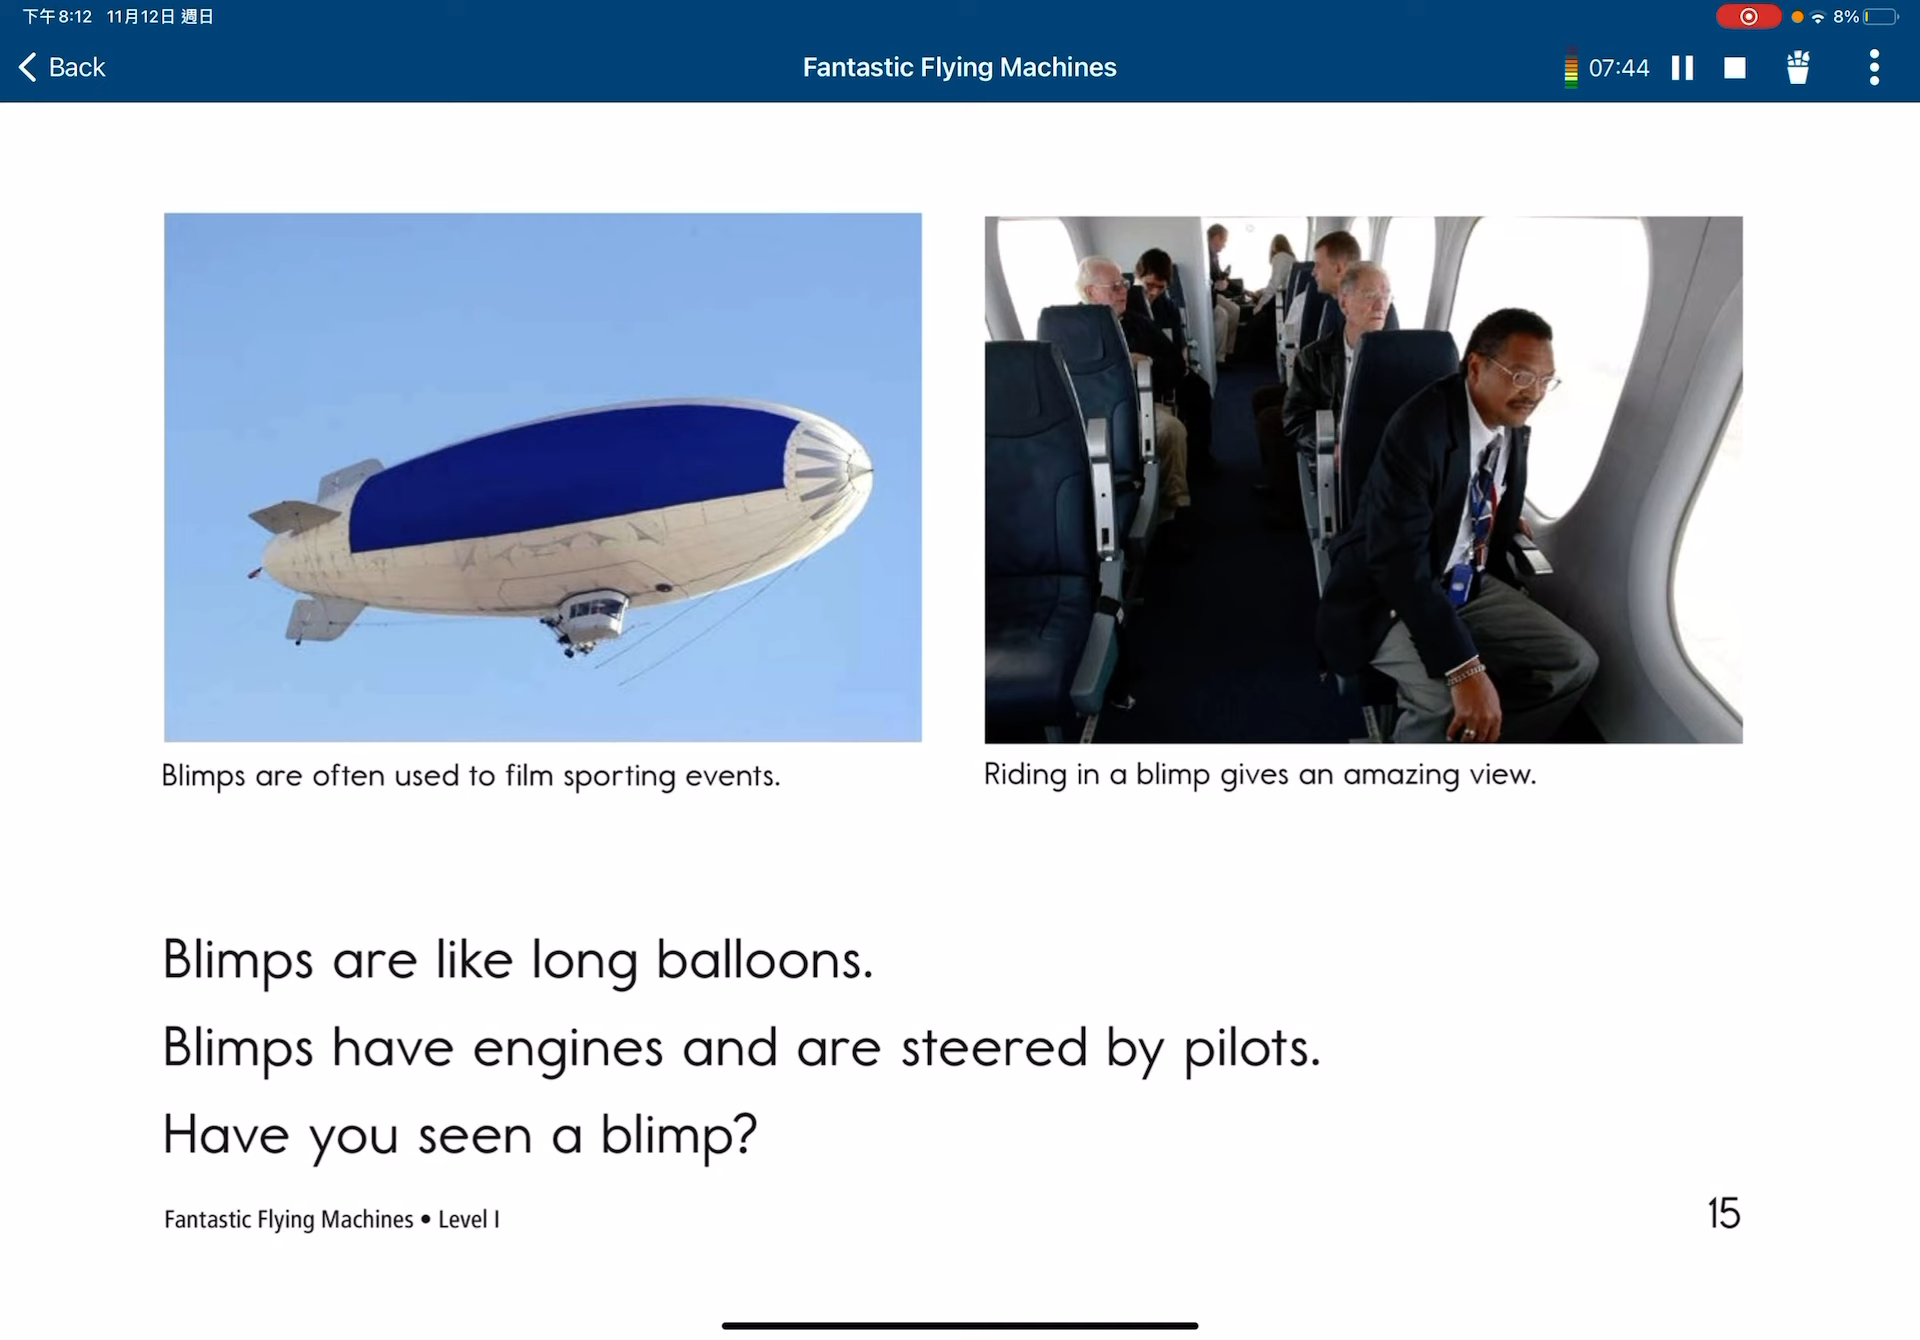 下午8:12 11月12日 週日
8%
Back
Fantastic Flying Machines
07:44
Blimps are often used to film sporting events.
Riding in a blimp gives an amazing view.
Blimps are like long balloons.
Blimps have engines and are steered by pilots.
Have you seen a blimp?
Fantastic Flying Machines • Level I
15